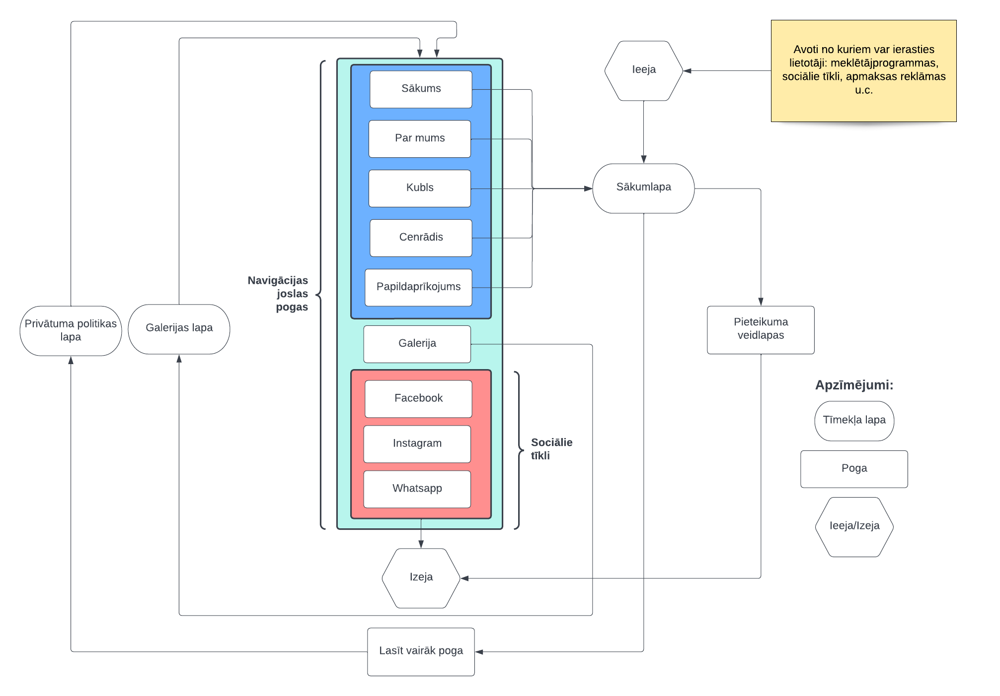 Avoti no kuriem var ierasties
lietotāji: meklētājprogrammas,
sociālie tīkli, apmaksas reklāmas
u.c.
Ieeja
Sākums
Par mums
Kubls
Sākumlapa
Cenrādis
Papildaprīkojums
Navigācijas
joslas
pogas
Privātuma politikas
lapa
Galerijas lapa
Pieteikuma
veidlapas
Galerija
Facebook
Instagram
Whatsapp
Sociālie
tīkli
Apzīmējumi:
Tīmekļa lapa
Poga
Ieeja/Izeja
Izeja
Lasīt vairāk poga